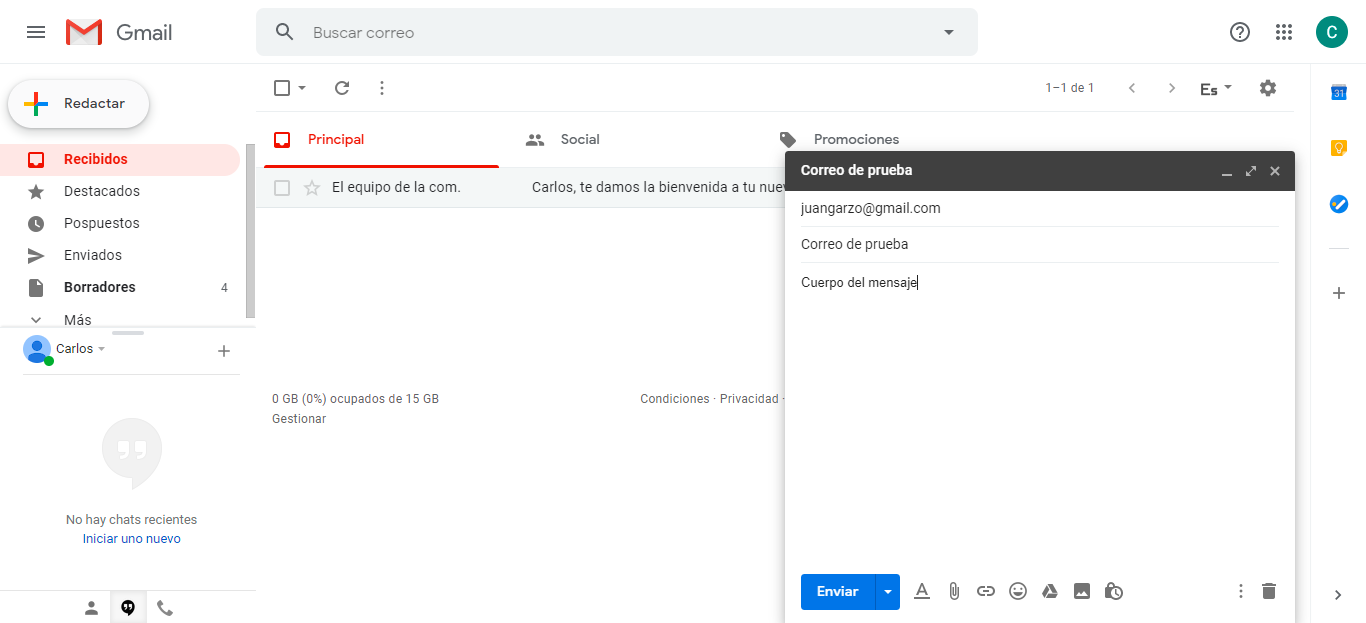 Gmail
Buscar correo
C
Redactar
1–1 de 1
Es
31
Principal
Social
Promociones
Recibidos
Destacados
Pospuestos
Enviados
Borradores 4
Más
El equipo de la com. Carlos, te damos la bienvenida a tu nuev
Correo de prueba
juangarzo@gmail.com
Correo de prueba
Cuerpo del mensaje
Carlos
0 GB (0%) ocupados de 15 GB
Gestionar
Condiciones · Privacidad ·
No hay chats recientes
Iniciar uno nuevo
Enviar